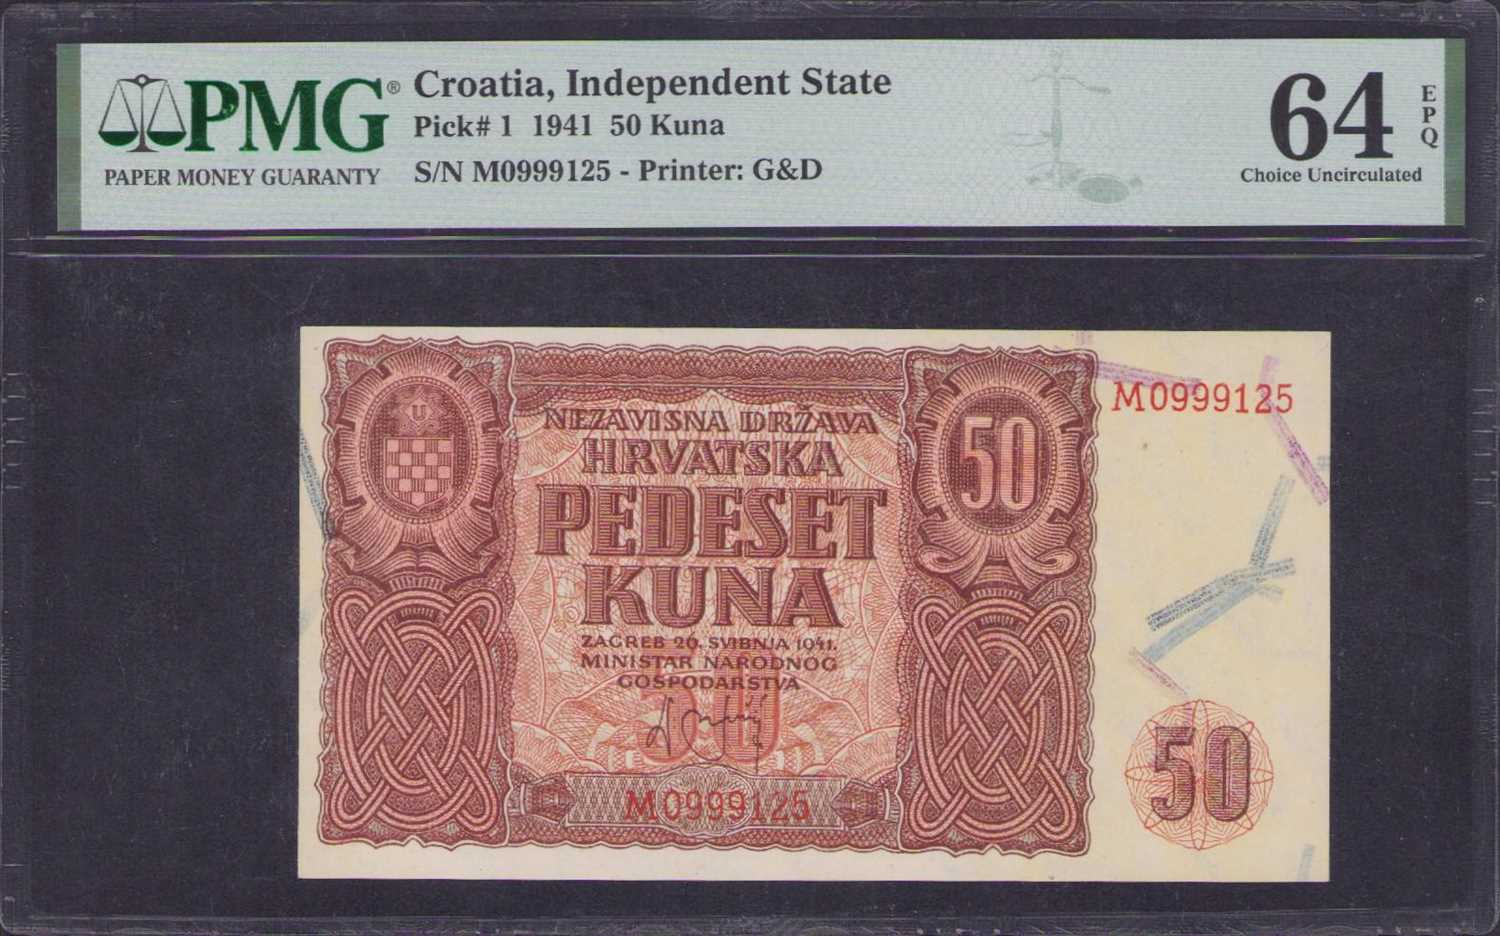 PMG®
PAPER MONEY GUARANTY
Croatia, Independent State
Pick# 1 1941 50 Kuna
S/N M0999125 - Printer: G&D
64
EPQ
Choice Uncirculated
U
50
M0999125
NEZAVISNA DRŽAVA
HRVATSKA
PEDESET
KUNA
ZAGREB 26. SVIBNJA 1941.
MINISTAR NARODNOG
GOSPODARSTVA
50
M0999125
50